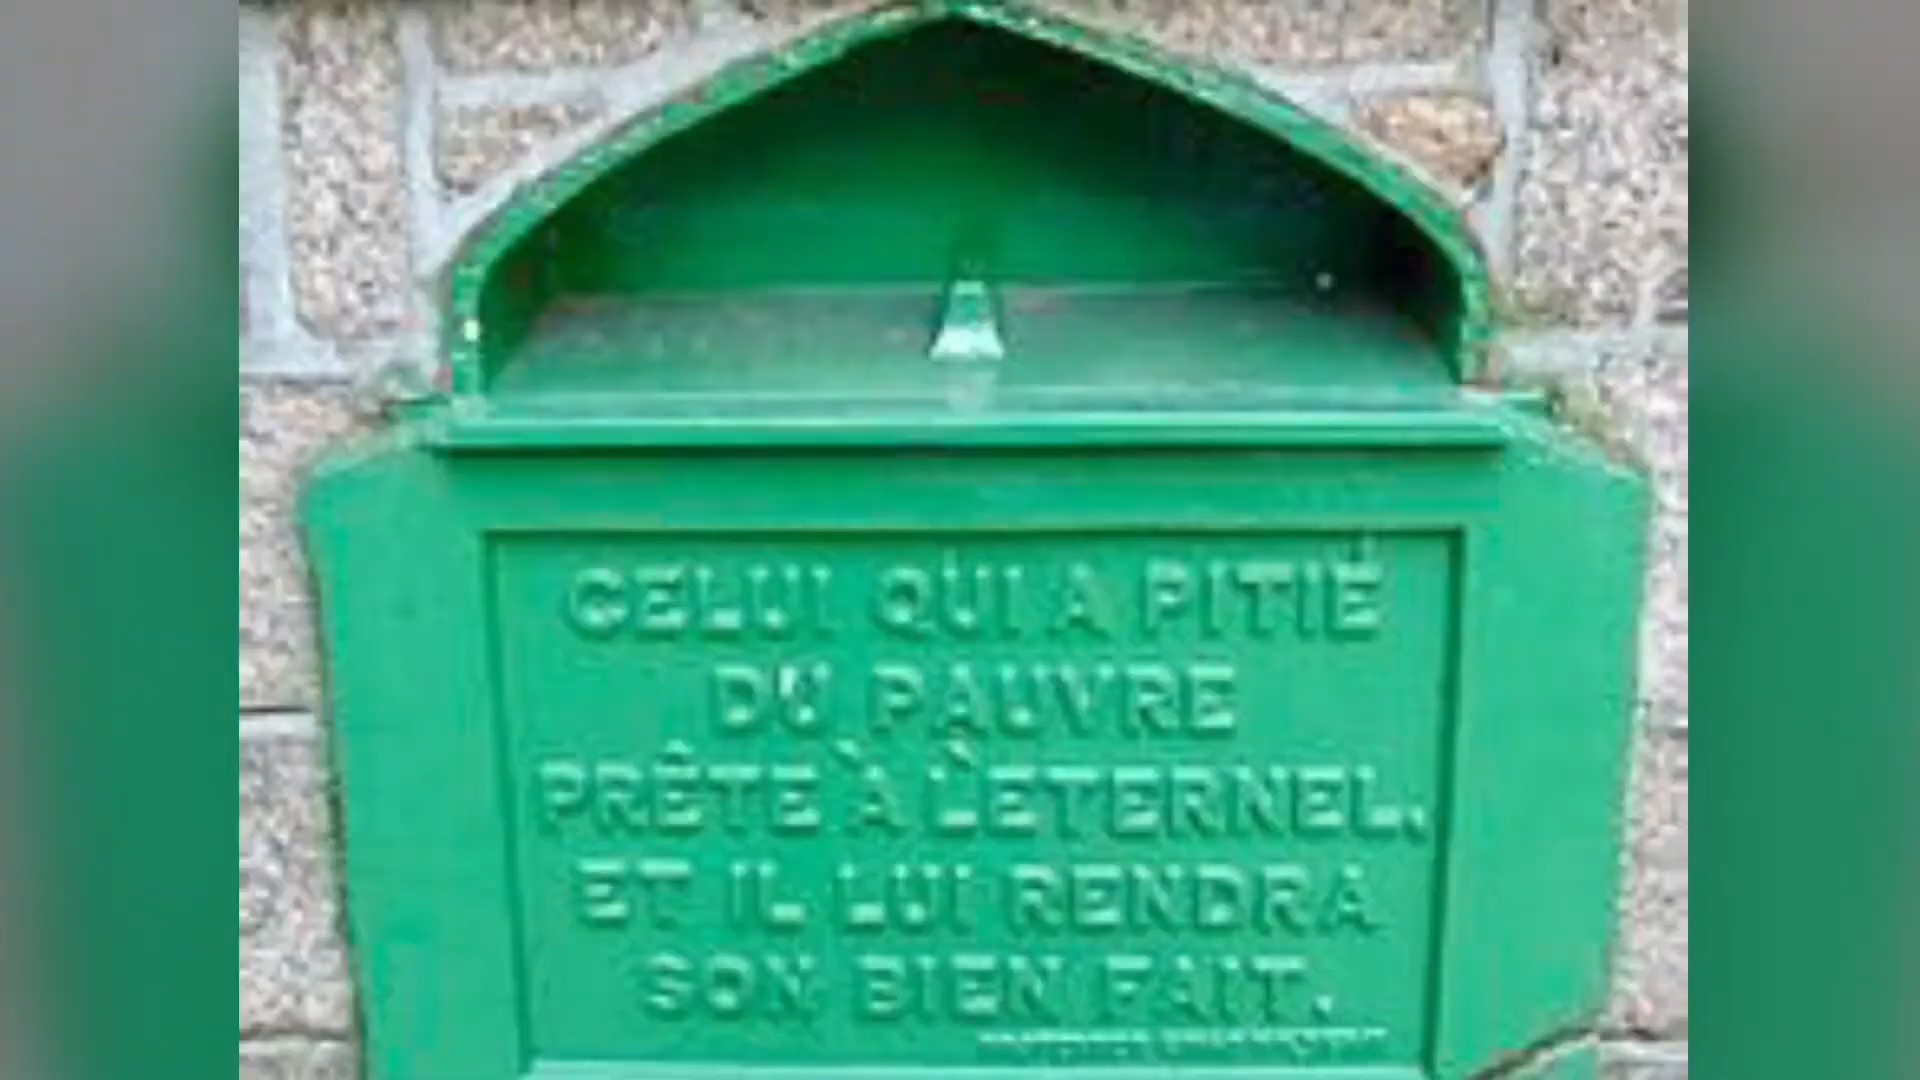 CELUI QUI A PITIÉ
DU PAUVRE
PRÊTE À L'ETERNEL.
ET IL LUI RENDRA
SON BIEN FAIT.